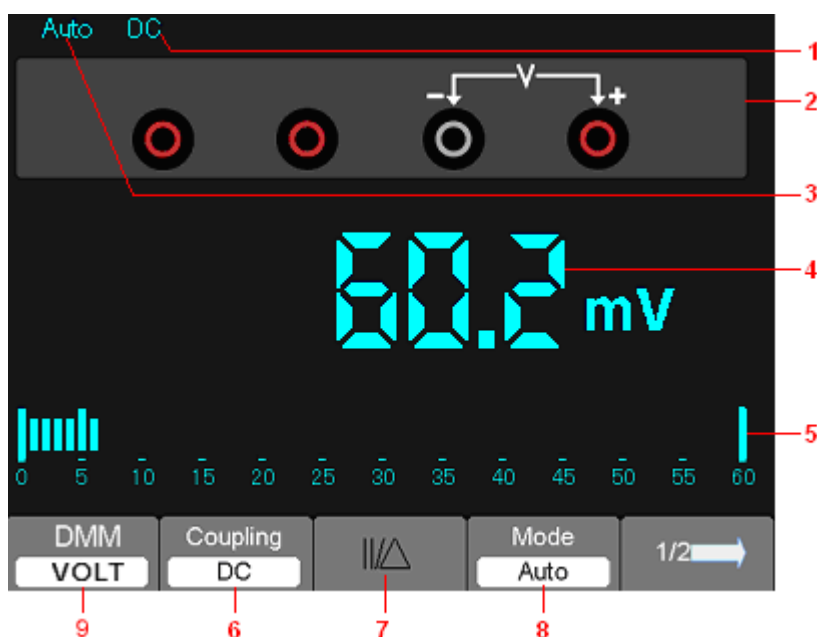 Auto DC
1
- V +
2
3
60.2 mV
4
5
0 5 10 15 20 25 30 35 40 45 50 55 60
DMM Coupling ||/△ Mode 1/2
VOLT DC Auto
9 6 7 8